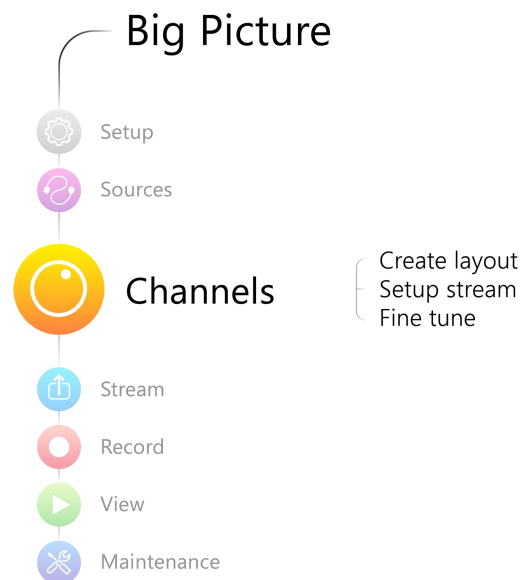 Big Picture
Setup
Sources
Channels
Create layout
Setup stream
Fine tune
Stream
Record
View
Maintenance